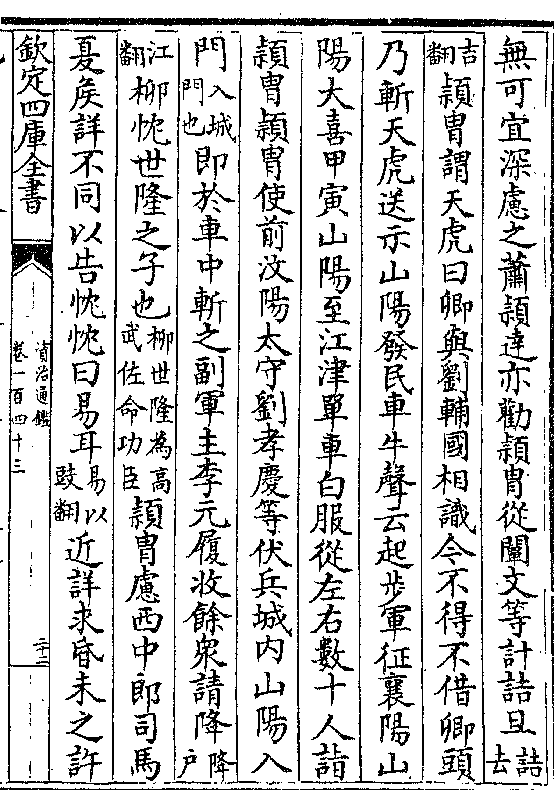 無可宜深慮之蕭頴達亦勸頴胄從闡文等計詰旦詰去
吉翻頴胄謂天虎曰卿與劉輔國相識今不得不借卿頭
乃斬天虎送示山陽發民車牛聲云起步軍征襄陽山
陽大喜甲寅山陽至江津單車白服從左右數十人詣
頴胄頴胄使前汶陽太守劉孝慶等伏兵城内山陽入
門入城門也即於車中斬之副軍主李元履收餘衆請降降戶
江翻柳忱世隆之子也柳世隆為高武佐命功臣頴胄慮西中郎司馬
夏侯詳不同以告忱忱曰易耳易以豉翻近詳求昏未之許
欽定四庫全書
資治通鑑
卷一百四十三
二十二